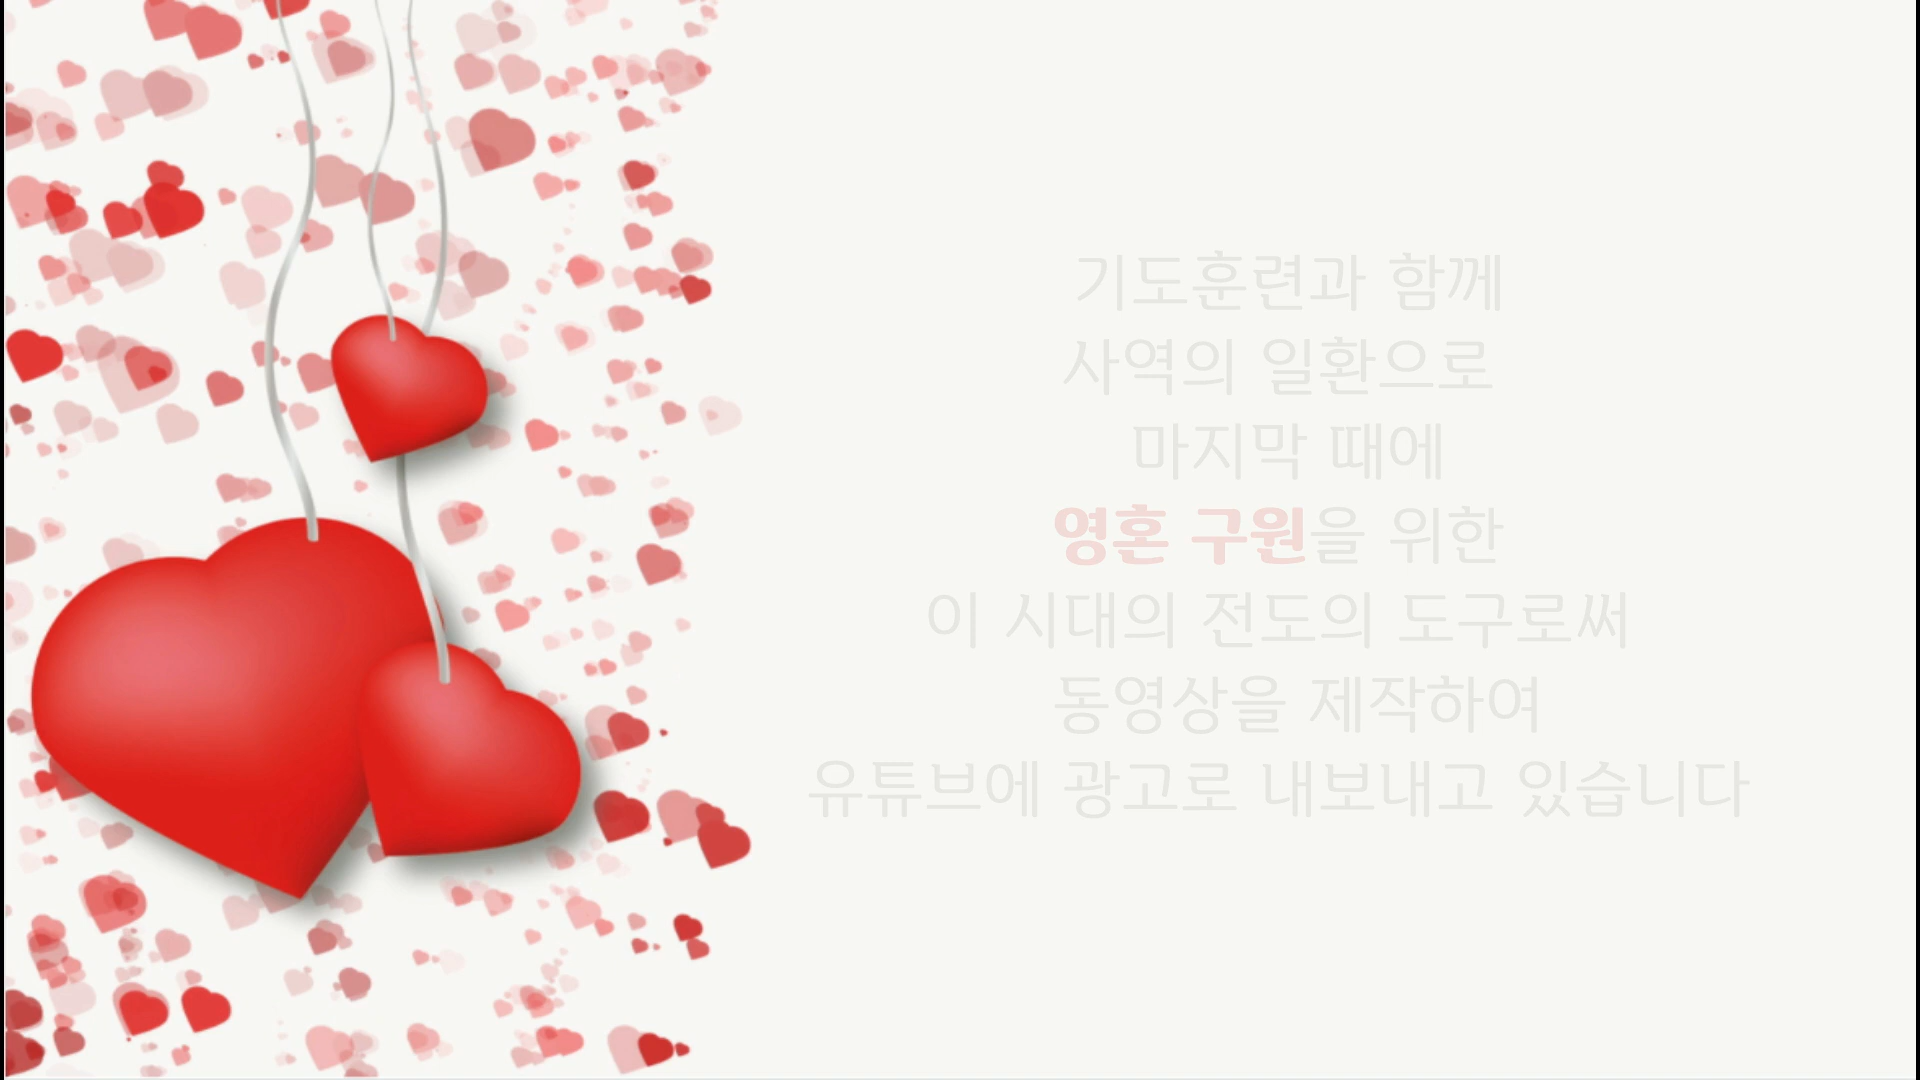 기도훈련과 함께
사역의 일환으로
마지막 때에
영혼 구원을 위한
이 시대의 전도의 도구로써
동영상을 제작하여
유튜브에 광고로 내보내고 있습니다